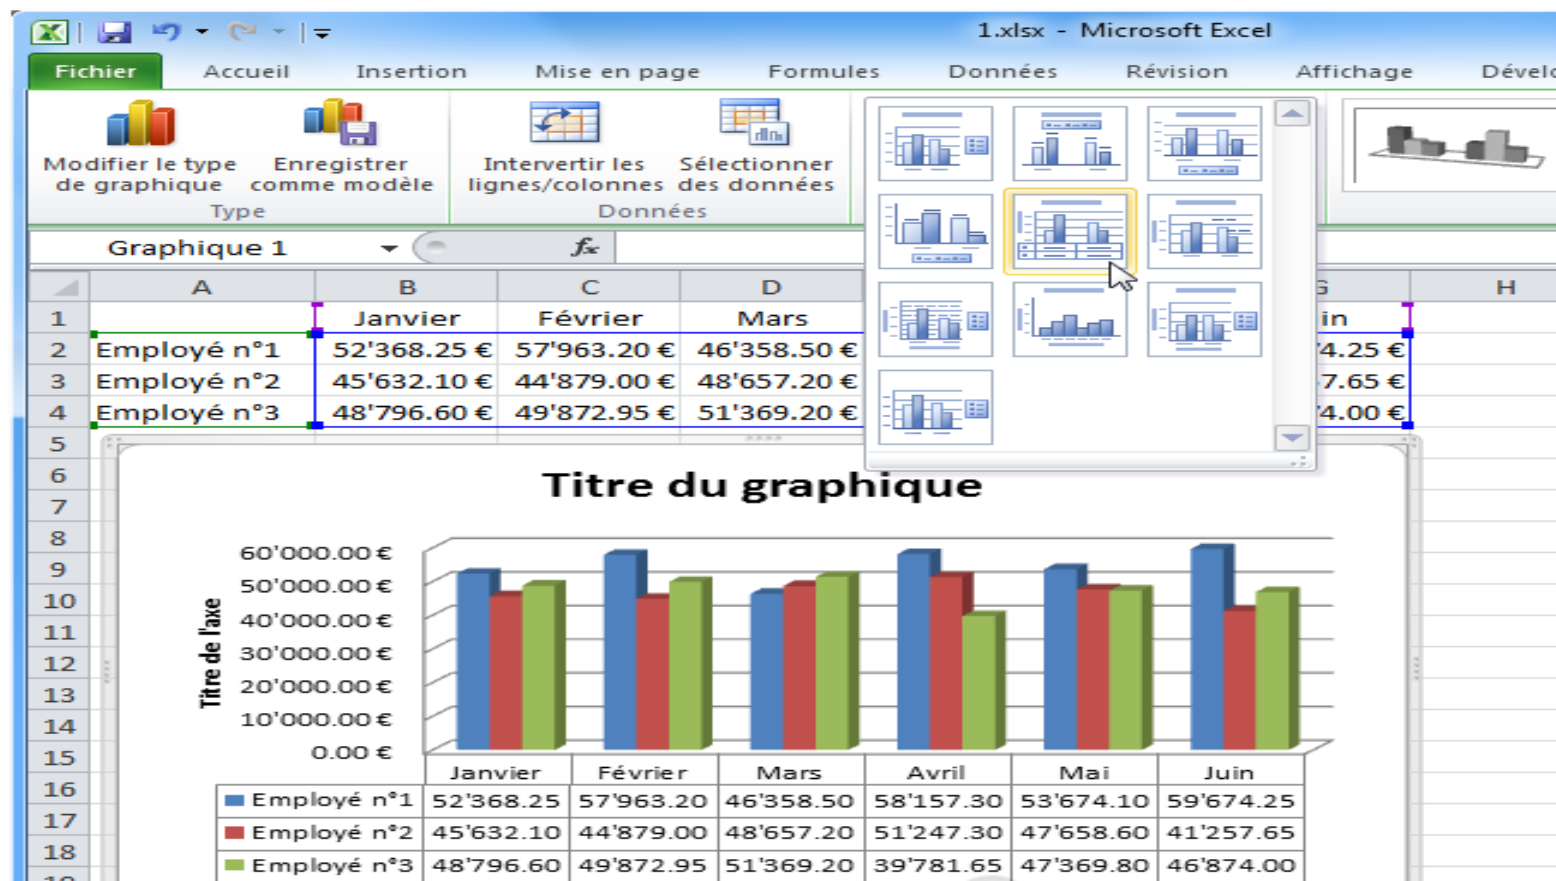 1.xlsx - Microsoft Excel
Fichier Accueil Insertion Mise en page Formules Données Révision Affichage
Modifier le type Enregistrer Intervertir les Sélectionner
de graphique comme modèle lignes/colonnes des données
Type Données
Graphique 1 fx
A B C D G H
1 Janvier Février Mars in
2 Employé n°1 52'368.25 € 57'963.20 € 46'358.50 € 4.25 €
3 Employé n°2 45'632.10 € 44'879.00 € 48'657.20 € 7.65 €
4 Employé n°3 48'796.60 € 49'872.95 € 51'369.20 € 4.00 €
5
6
7
8
9
10
11
12
13
14
15
16
17
18
Titre du graphique
Titre de l'axe
60'000.00 €
50'000.00 €
40'000.00 €
30'000.00 €
20'000.00 €
10'000.00 €
0.00 €
Janvier Février Mars Avril Mai Juin
Employé n°1 52'368.25 57'963.20 46'358.50 58'157.30 53'674.10 59'674.25
Employé n°2 45'632.10 44'879.00 48'657.20 51'247.30 47'658.60 41'257.65
Employé n°3 48'796.60 49'872.95 51'369.20 39'781.65 47'369.80 46'874.00